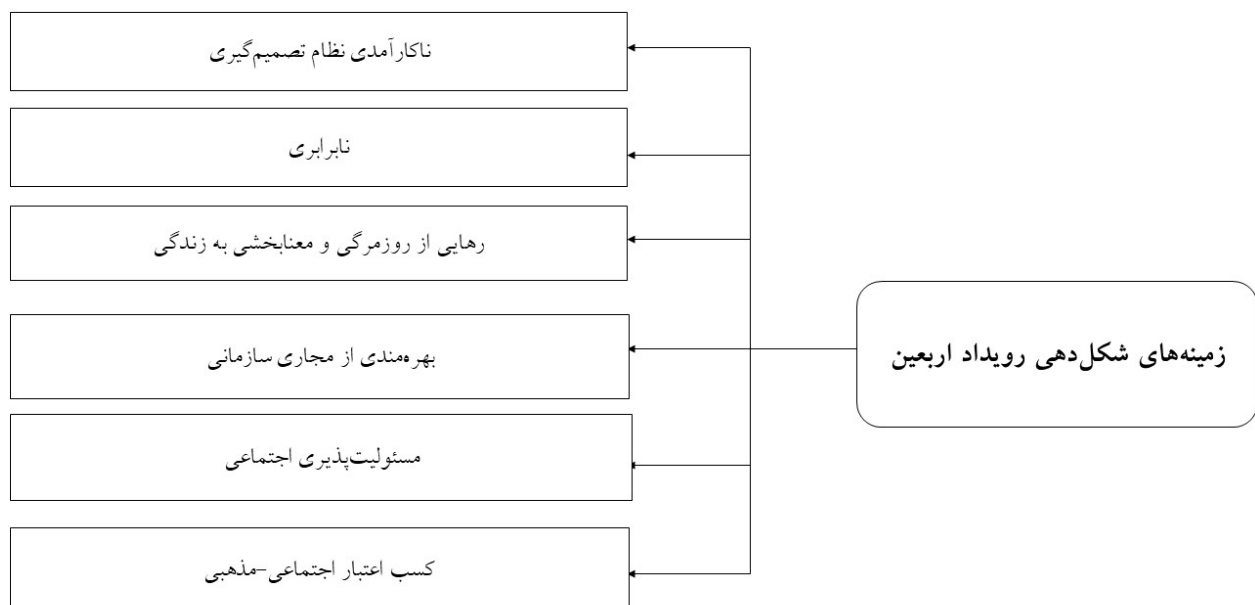 زمینه‌های شکل‌دهی رویداد اربعین
ناکارآمدی نظام تصمیم‌گیری
نابرابری
رهایی از روزمرگی و معنابخشی به زندگی
بهره‌مندی از مجاری سازمانی
مسئولیت‌پذیری اجتماعی
کسب اعتبار اجتماعی-مذهبی